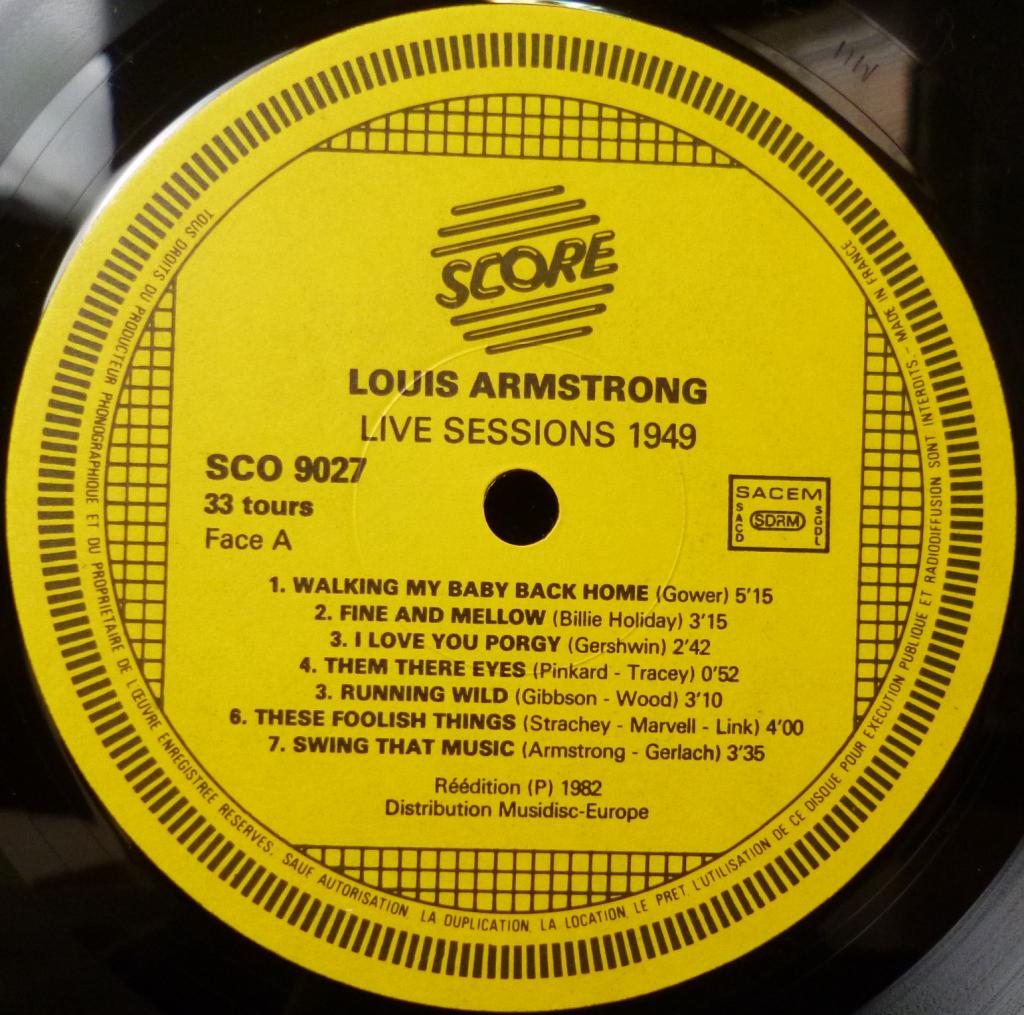 SCORE
LOUIS ARMSTRONG
LIVE SESSIONS 1949
SCO 9027
33 tours
Face A
SACEM
SACD
SDRM
SGDL
1. WALKING MY BABY BACK HOME (Gower) 5'15
2. FINE AND MELLOW (Billie Holiday) 3'15
3. I LOVE YOU PORGY (Gershwin) 2'42
4. THEM THERE EYES (Pinkard - Tracey) 0'52
3. RUNNING WILD (Gibbson - Wood) 3'10
6. THESE FOOLISH THINGS (Strachey - Marvell - Link) 4'00
7. SWING THAT MUSIC (Armstrong - Gerlach) 3'35
Réédition (P) 1982
Distribution Musidisc-Europe
TOUS DROITS DU PRODUCTEUR PHONOGRAPHIQUE ET DU PROPRIETAIRE DE L'ŒUVRE ENREGISTREE RESERVES. SAUF AUTORISATION, LA DUPLICATION, LA LOCATION, LE PRET, L'UTILISATION DE CE DISQUE POUR EXECUTION PUBLIQUE ET RADIODIFFUSION SONT INTERDITS. - MADE IN FRANCE